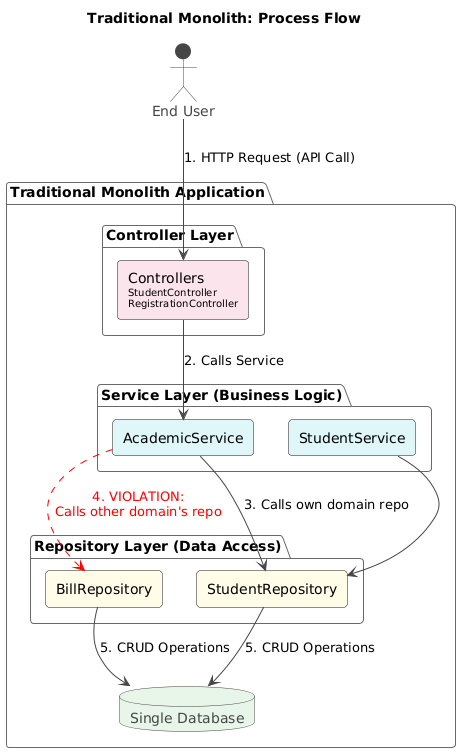 Traditional Monolith: Process Flow
End User
1. HTTP Request (API Call)
Traditional Monolith Application
Controller Layer
Controllers
StudentController
RegistrationController
2. Calls Service
Service Layer (Business Logic)
AcademicService
StudentService
4. VIOLATION:
Calls other domain's repo
3. Calls own domain repo
Repository Layer (Data Access)
BillRepository
StudentRepository
5. CRUD Operations
5. CRUD Operations
Single Database